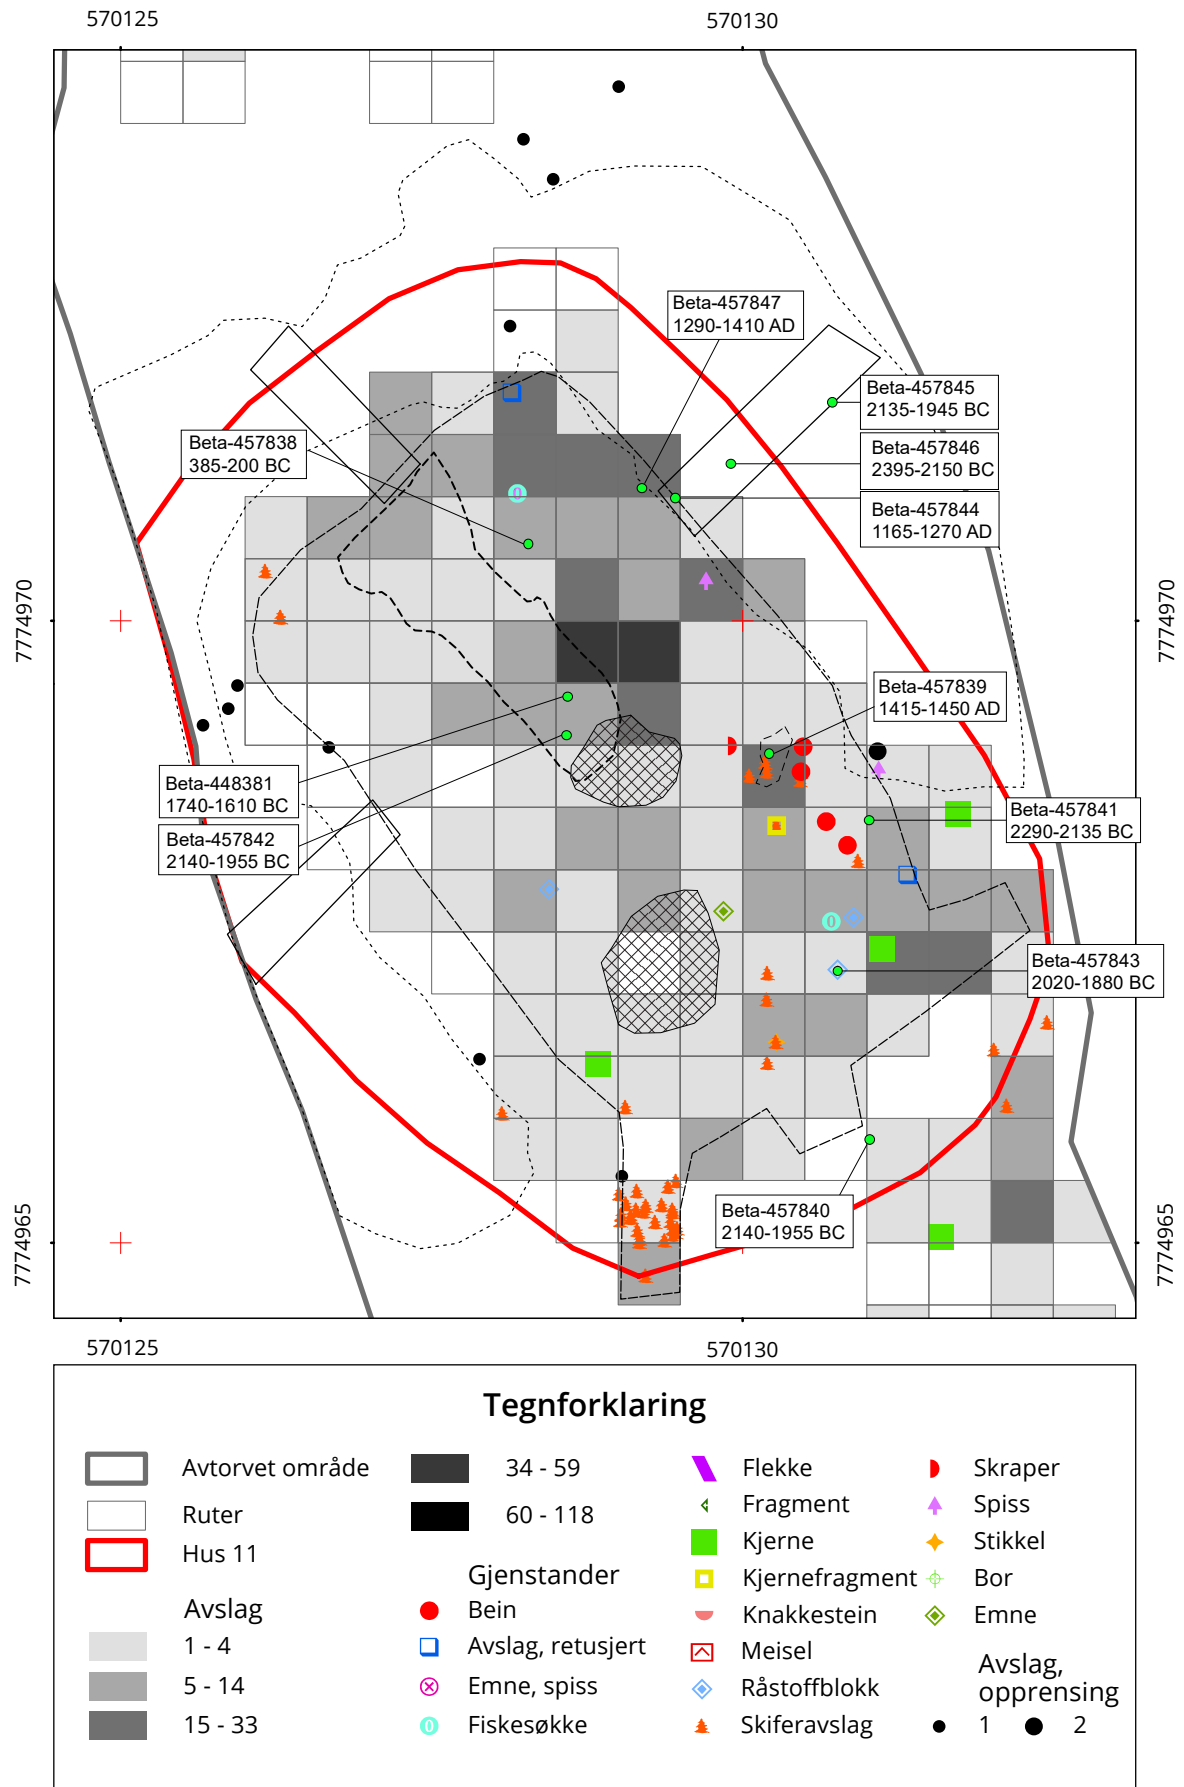 570125
570130
Beta-457847
1290-1410 AD
Beta-457845
2135-1945 BC
Beta-457838
385-200 BC
Beta-457846
2395-2150 BC
Beta-457844
1165-1270 AD
7774970
7774970
Beta-457839
1415-1450 AD
Beta-448381
1740-1610 BC
Beta-457841
2290-2135 BC
Beta-457842
2140-1955 BC
Beta-457843
2020-1880 BC
Beta-457840
2140-1955 BC
7774965
7774965
570125
570130
Tegnforklaring
Avtorvet område
Ruter
Hus 11
Avslag
1 - 4
5 - 14
15 - 33
34 - 59
60 - 118
Gjenstander
Bein
Avslag, retusjert
Emne, spiss
Fiskesøkke
Flekke
Fragment
Kjerne
Kjernefragment
Knakkestein
Meisel
Råstoffblokk
Skiferavslag
Skraper
Spiss
Stikkel
Bor
Emne
Avslag,
opprensing
1 2